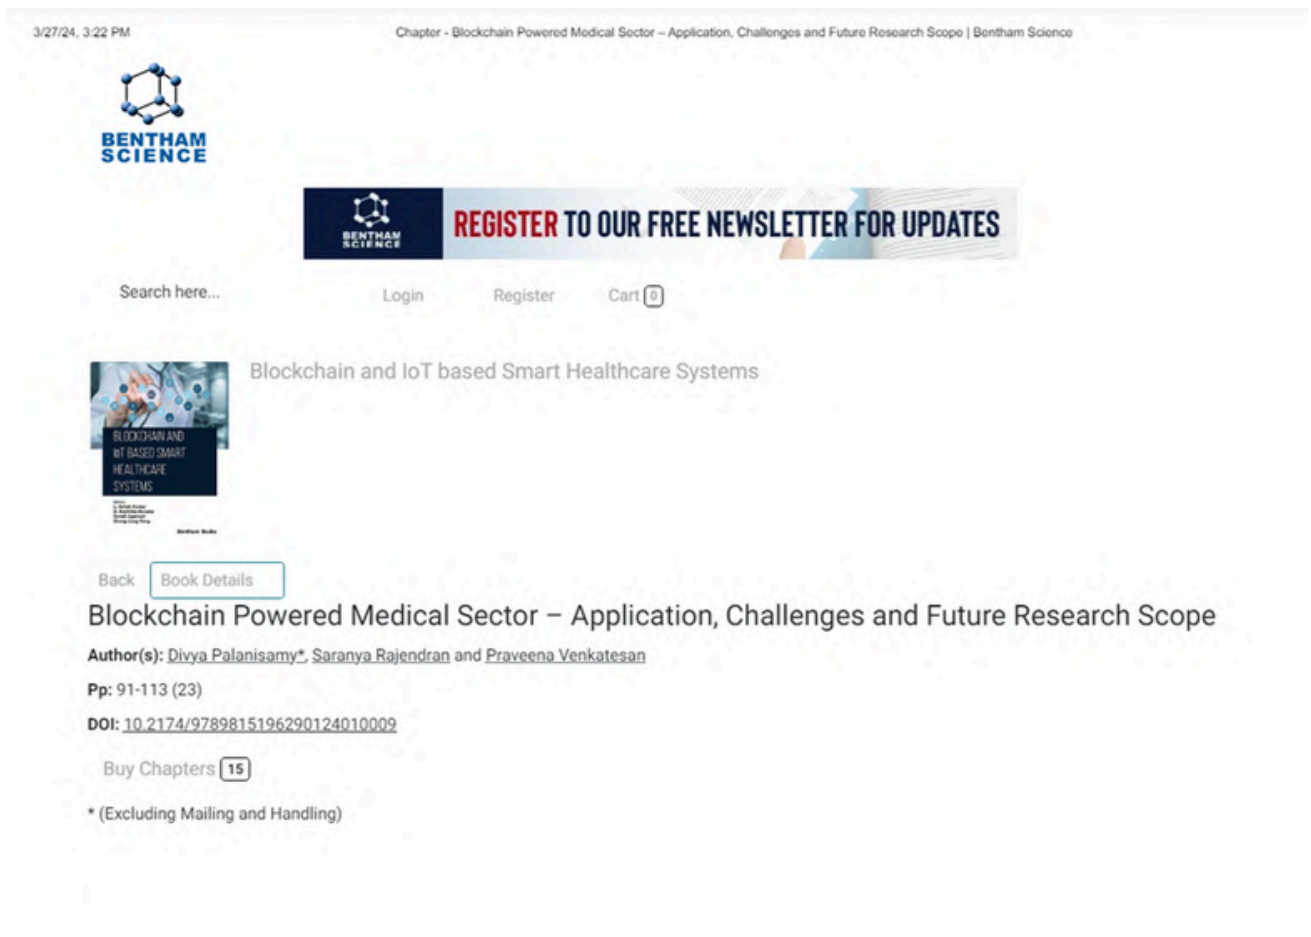 3/27/24, 3:22 PM
Chapter - Blockchain Powered Medical Sector – Application, Challenges and Future Research Scope | Bentham Science
BENTHAM
SCIENCE
BENTHAM
SCIENCE
REGISTER TO OUR FREE NEWSLETTER FOR UPDATES
Search here...
Login
Register
Cart 0
Blockchain and IoT based Smart Healthcare Systems
BLOCKCHAIN AND
IoT BASED SMART
HEALTHCARE
SYSTEMS
Bentham Books
Back
Book Details
Blockchain Powered Medical Sector – Application, Challenges and Future Research Scope
Author(s): Divya Palanisamy*, Saranya Rajendran and Praveena Venkatesan
Pp: 91-113 (23)
DOI: 10.2174/9789815196290124010009
Buy Chapters 15
* (Excluding Mailing and Handling)